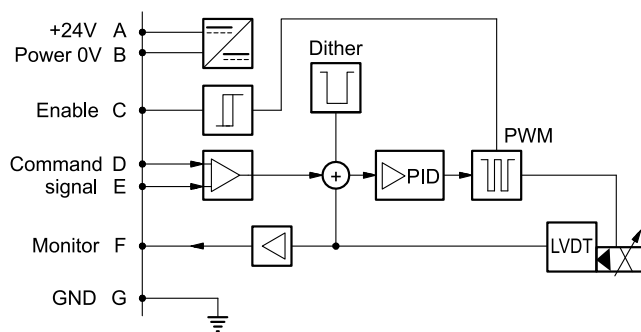 +24V A
Power 0V B
Dither
Enable C
PWM
Command D
signal E
+
PID
Monitor F
LVDT
GND G